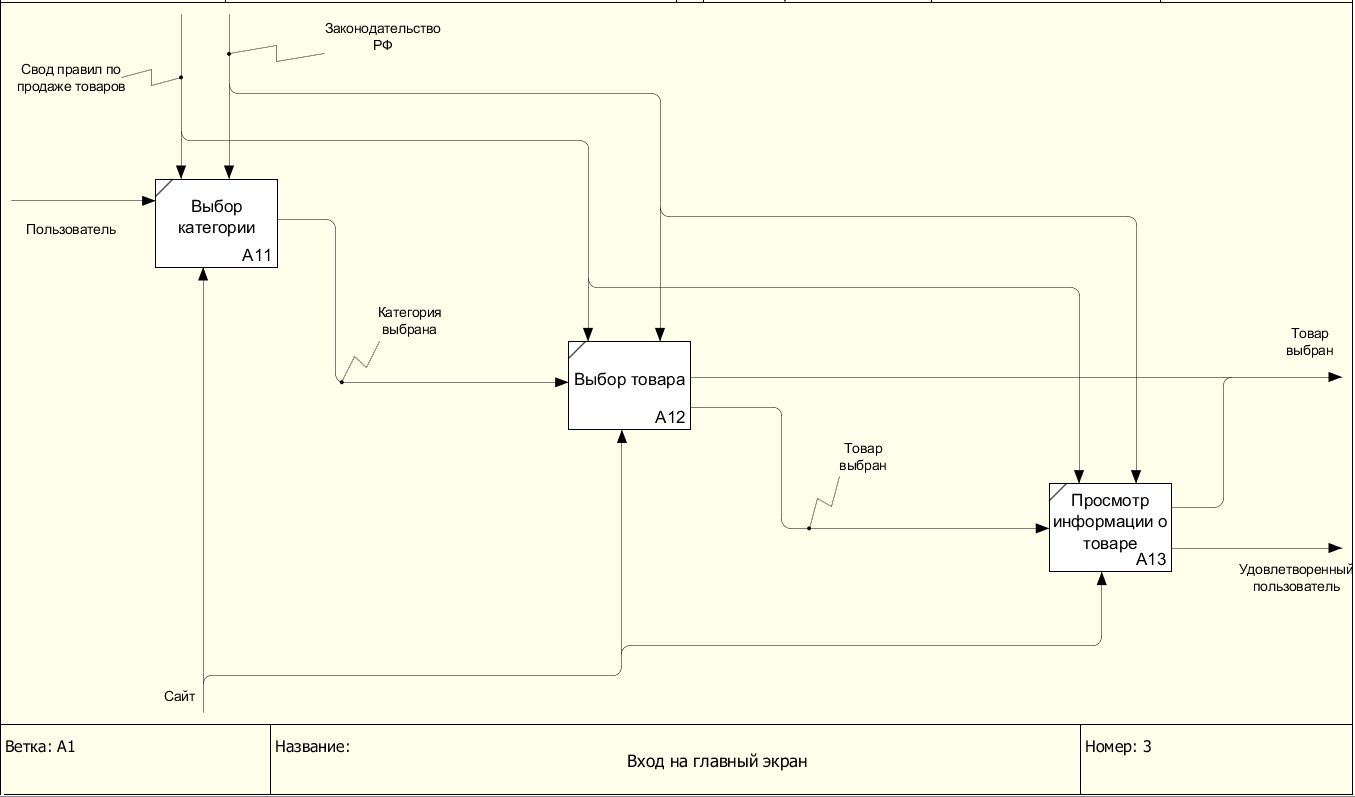 Законодательство
РФ
Свод правил по
продаже товаров
Выбор
категории
A11
Пользователь
Категория
выбрана
Товар
выбран
Выбор товара
A12
Товар
выбран
Просмотр
информации о
товаре
A13
Удовлетворенный
пользователь
Сайт
Ветка: A1
Название:
Вход на главный экран
Номер: 3